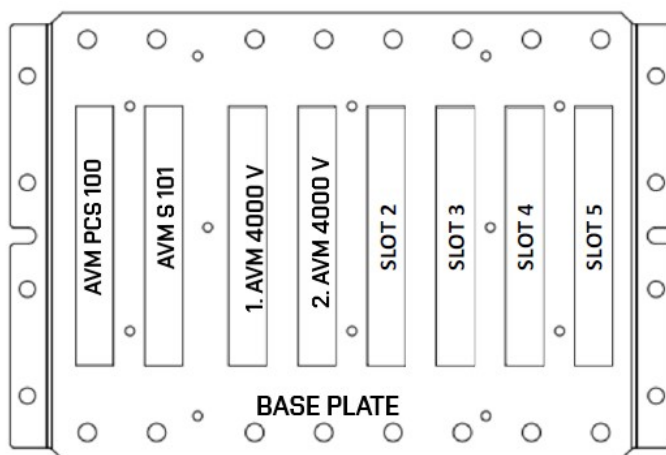 AVM PCS 100
AVM S 101
1. AVM 4000 V
2. AVM 4000 V
SLOT 2
SLOT 3
SLOT 4
SLOT 5
BASE PLATE